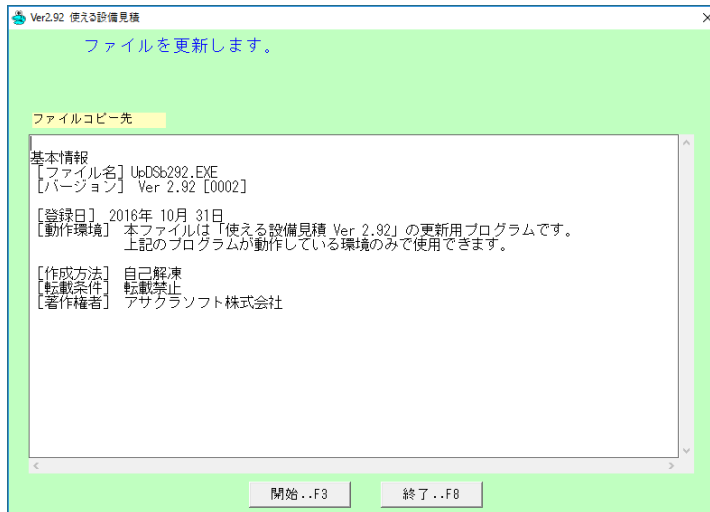 Ver2.92 使える設備見積
ファイルを更新します。
ファイルコピー先
基本情報
[ファイル名] UpDSb292.EXE
[バージョン] Ver 2.92 [0002]
[登録日] 2016年 10月 31日
[動作環境] 本ファイルは「使える設備見積 Ver 2.92」の更新用プログラムです。
上記のプログラムが動作している環境のみで使用できます。
[作成方法] 自己解凍
[転載条件] 転載禁止
[著作権者] アサクラソフト株式会社
開始..F3 終了..F8